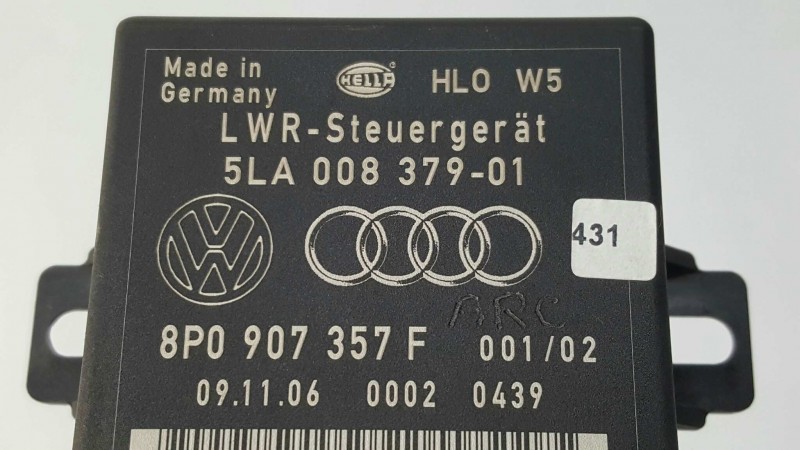 Made in
Germany
HELLA
HLO W5
LWR-Steuergerät
5LA 008 379-01
431
ARC
8P0 907 357 F 001/02
09.11.06 0002 0439